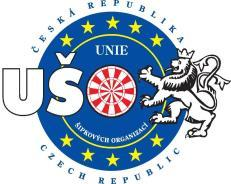 ČESKÁ REPUBLIKA
UNIE
UŠO
ŠIPKOVÝCH ORGANIZACÍ
CZECH REPUBLIC